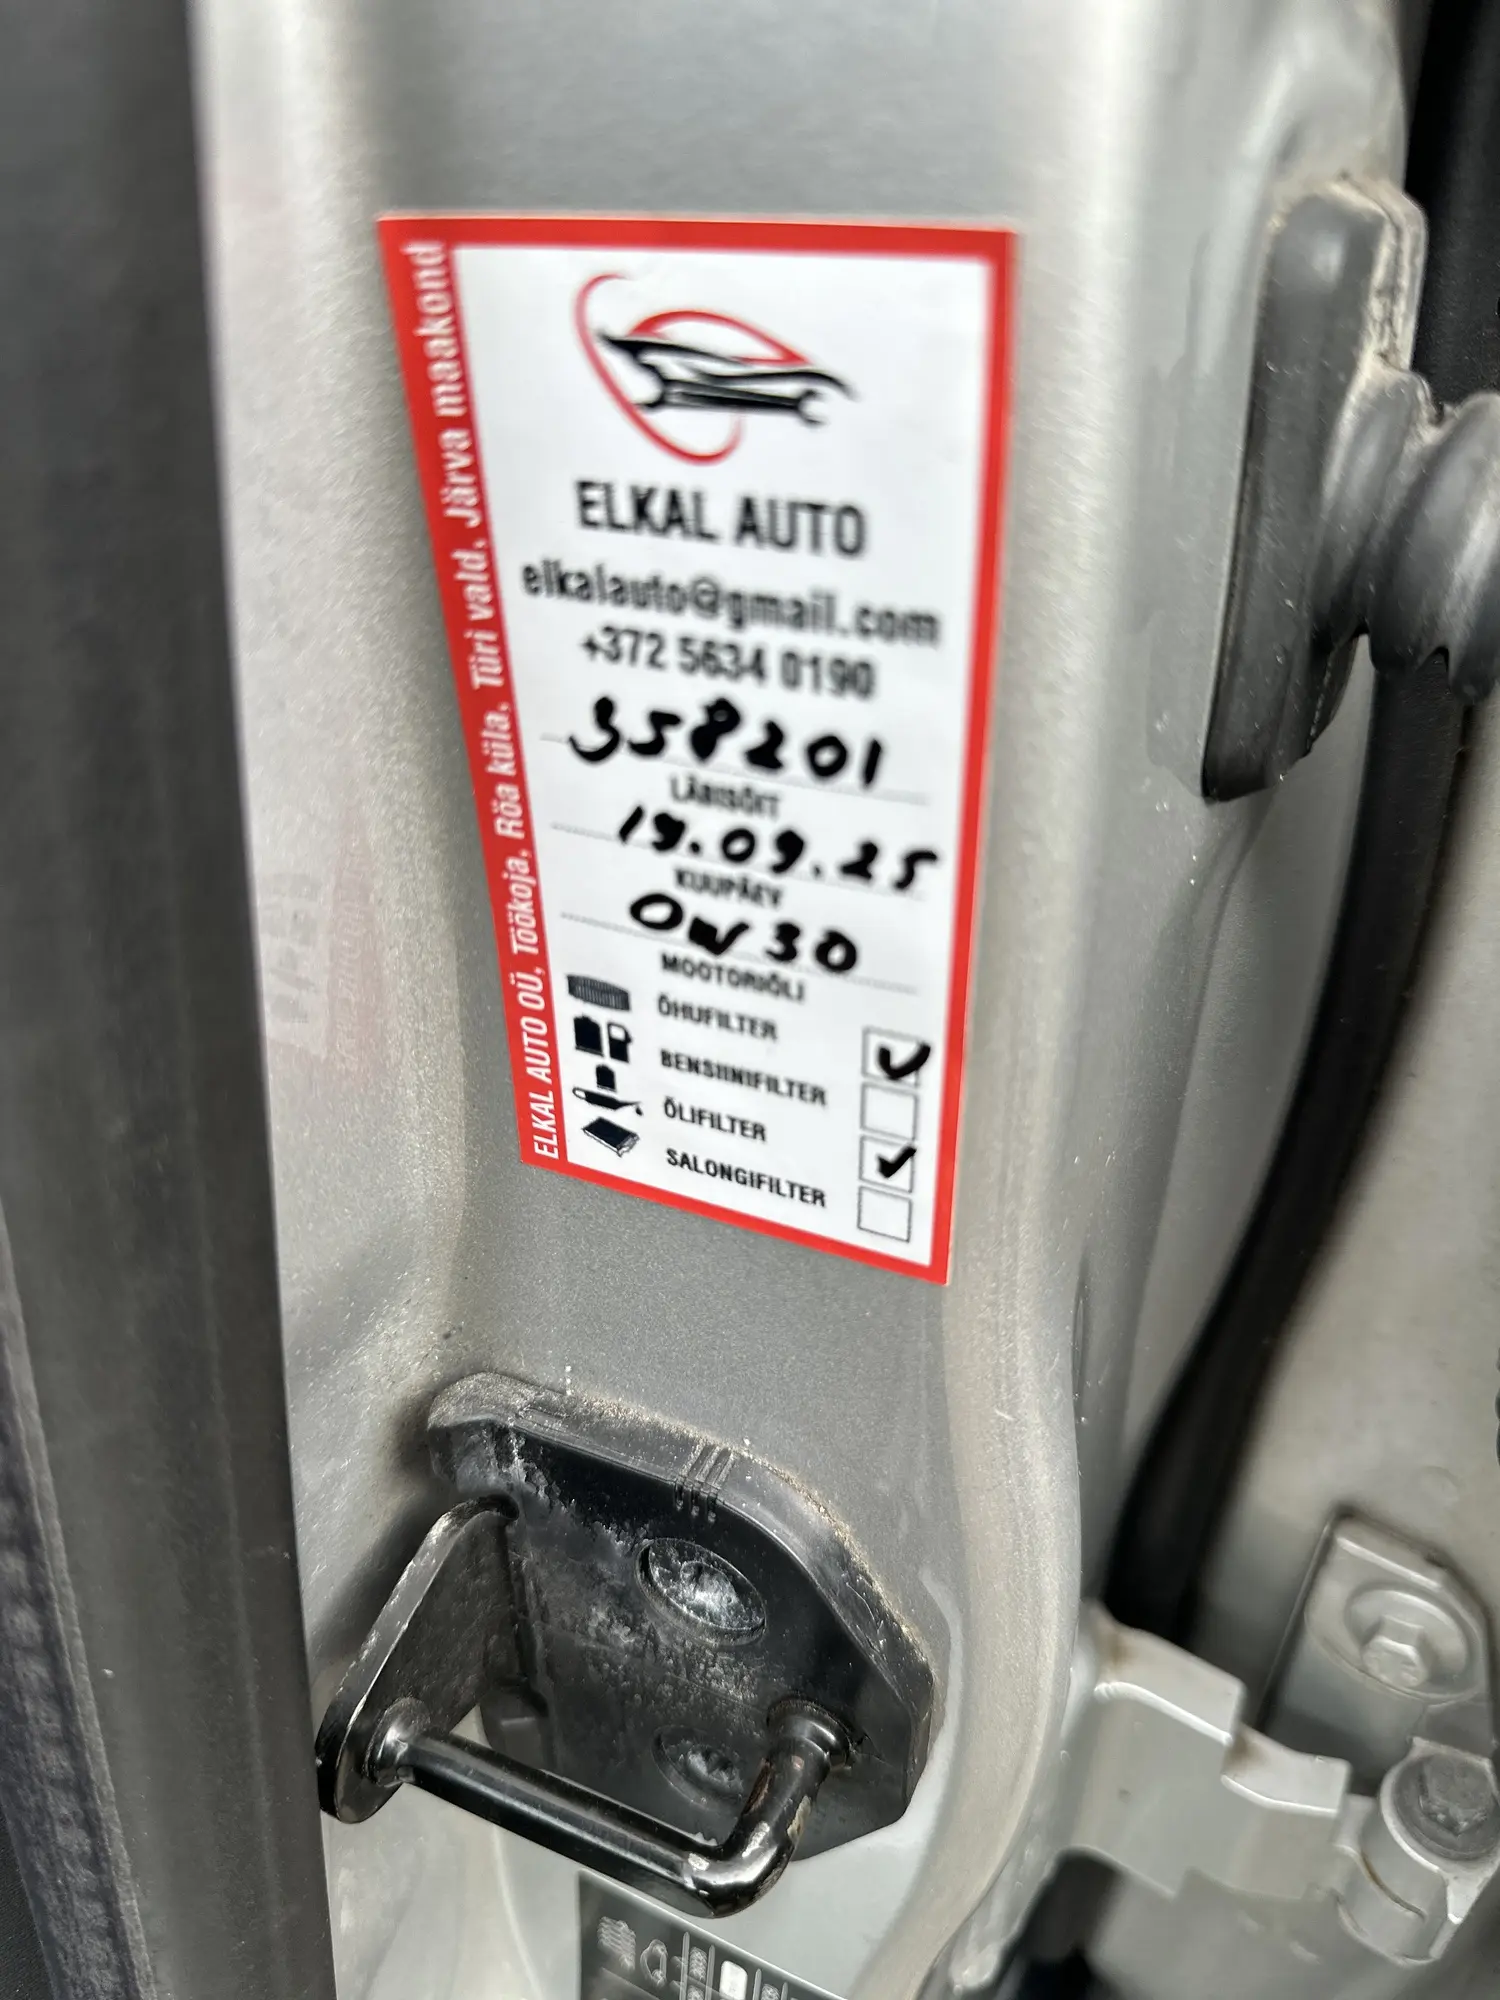 ELKAL AUTO
elkalauto@gmail.com
+372 5634 0190
358201
LÄBISÕIT
19.09.25
KUUPÄEV
0W30
MOOTORIÕLI
ÕHUFILTER
BENSIINIFILTER
ÕLIFILTER
SALONGIFILTER
ELKAL AUTO OÜ, Töökoja, Röa küla, Türi vald, Järva maakond